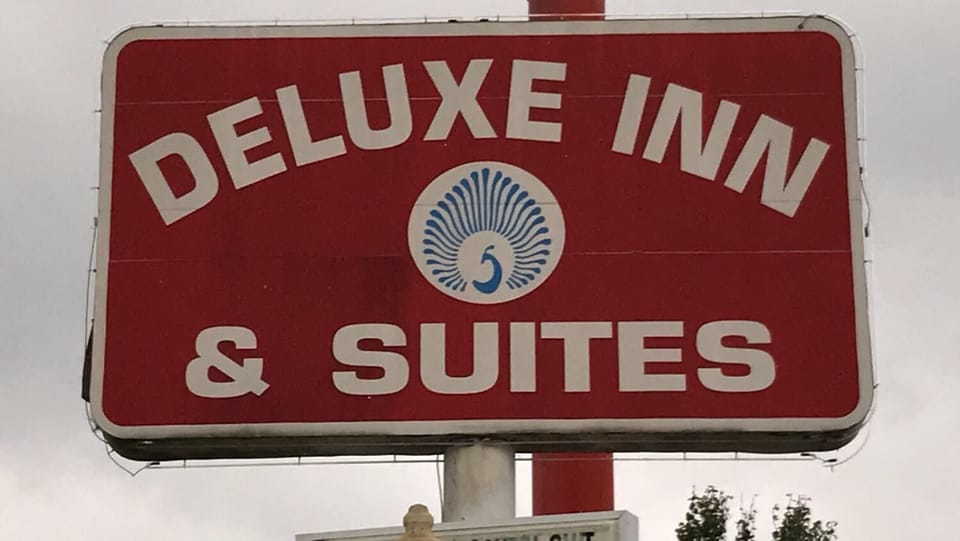 DELUXE INN
& SUITES